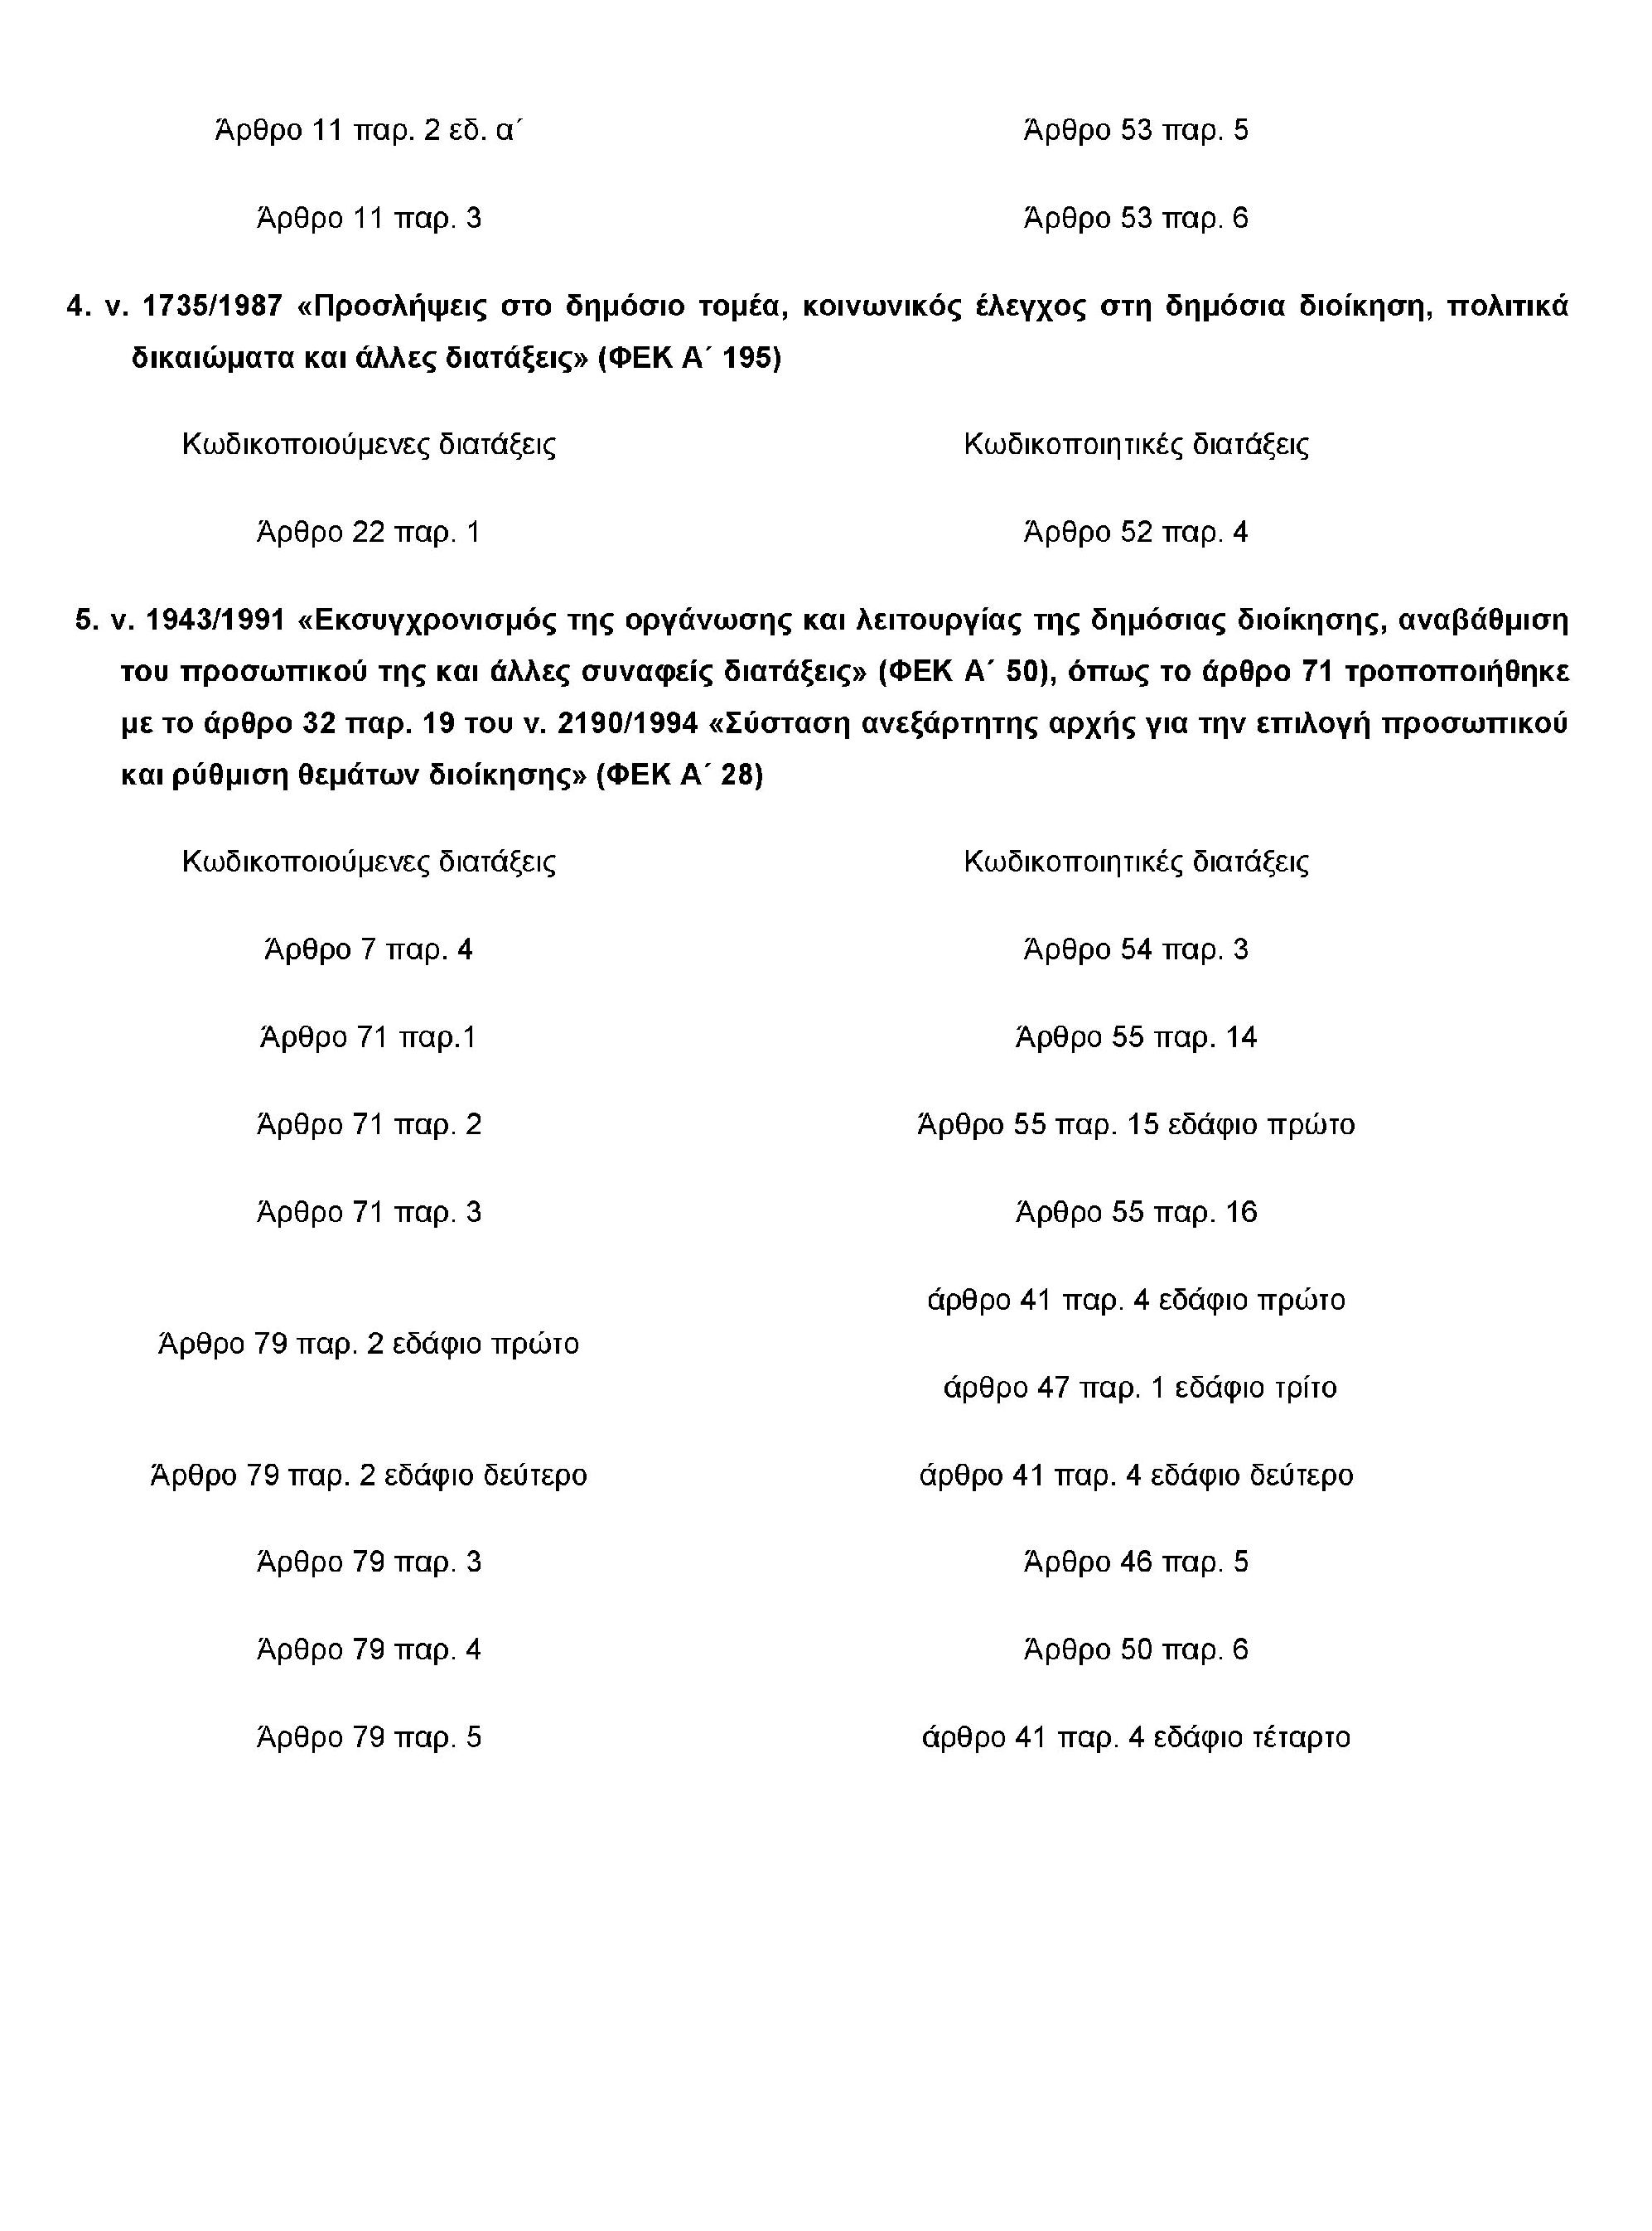 Άρθρο 11 παρ. 2 εδ. α΄ Άρθρο 53 παρ. 5
Άρθρο 11 παρ. 3 Άρθρο 53 παρ. 6
4. ν. 1735/1987 «Προσλήψεις στο δημόσιο τομέα, κοινωνικός έλεγχος στη δημόσια διοίκηση, πολιτικά
δικαιώματα και άλλες διατάξεις» (ΦΕΚ Α΄ 195)
Κωδικοποιούμενες διατάξεις Κωδικοποιητικές διατάξεις
Άρθρο 22 παρ. 1 Άρθρο 52 παρ. 4
5. ν. 1943/1991 «Εκσυγχρονισμός της οργάνωσης και λειτουργίας της δημόσιας διοίκησης, αναβάθμιση
του προσωπικού της και άλλες συναφείς διατάξεις» (ΦΕΚ Α΄ 50), όπως το άρθρο 71 τροποποιήθηκε
με το άρθρο 32 παρ. 19 του ν. 2190/1994 «Σύσταση ανεξάρτητης αρχής για την επιλογή προσωπικού
και ρύθμιση θεμάτων διοίκησης» (ΦΕΚ Α΄ 28)
Κωδικοποιούμενες διατάξεις Κωδικοποιητικές διατάξεις
Άρθρο 7 παρ. 4 Άρθρο 54 παρ. 3
Άρθρο 71 παρ.1 Άρθρο 55 παρ. 14
Άρθρο 71 παρ. 2 Άρθρο 55 παρ. 15 εδάφιο πρώτο
Άρθρο 71 παρ. 3 Άρθρο 55 παρ. 16
άρθρο 41 παρ. 4 εδάφιο πρώτο
Άρθρο 79 παρ. 2 εδάφιο πρώτο
άρθρο 47 παρ. 1 εδάφιο τρίτο
Άρθρο 79 παρ. 2 εδάφιο δεύτερο άρθρο 41 παρ. 4 εδάφιο δεύτερο
Άρθρο 79 παρ. 3 Άρθρο 46 παρ. 5
Άρθρο 79 παρ. 4 Άρθρο 50 παρ. 6
Άρθρο 79 παρ. 5 άρθρο 41 παρ. 4 εδάφιο τέταρτο